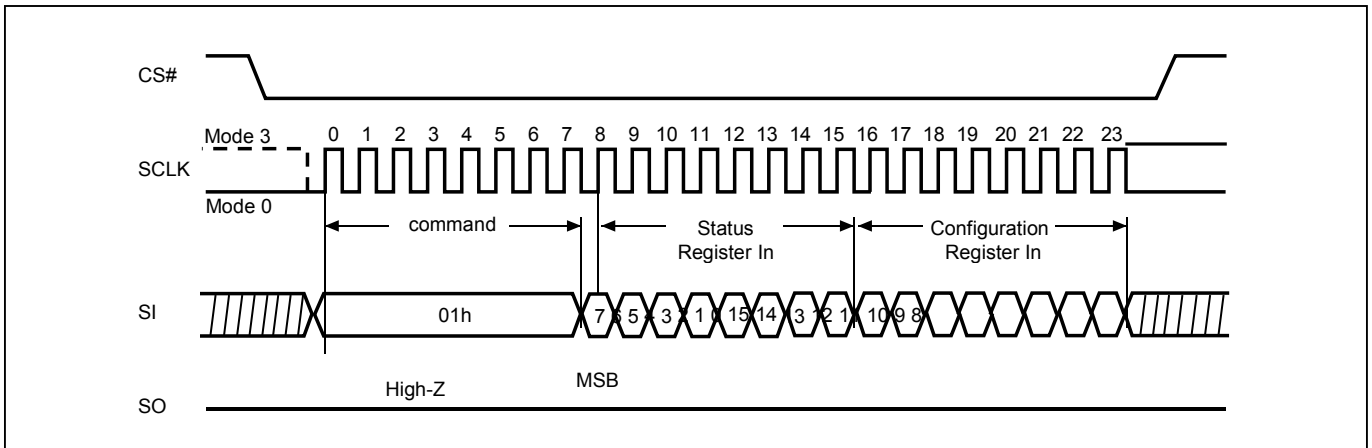 CS#
Mode 3
0 1 2 3 4 5 6 7 8 9 10 11 12 13 14 15 16 17 18 19 20 21 22 23
SCLK
Mode 0
command
Status
Register In
Configuration
Register In
SI
01h
7 6 5 4 3 2 1 0 15 14 13 12 11 10 9 8
MSB
High-Z
SO